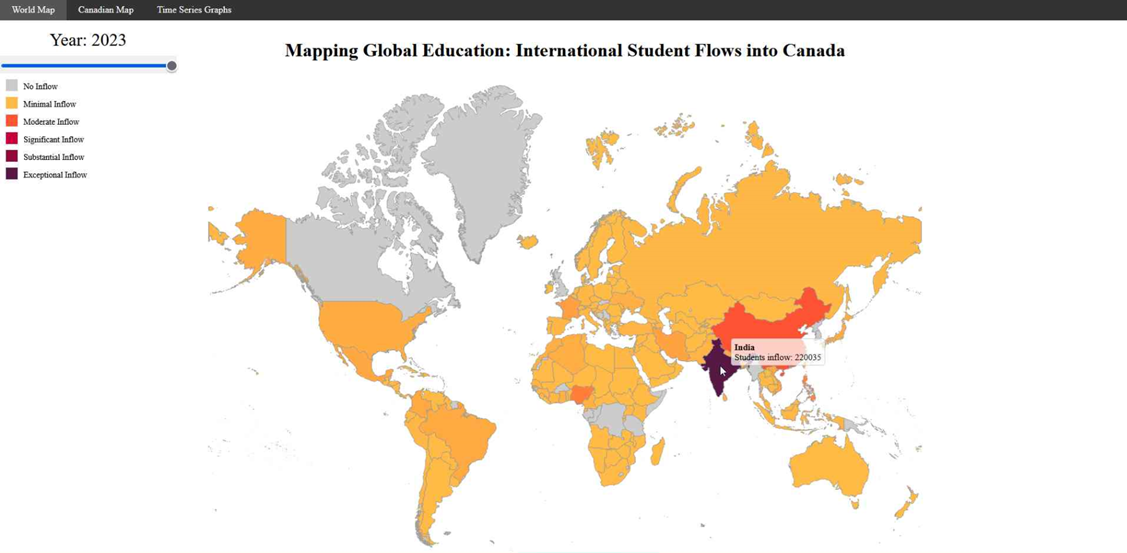 World Map Canadian Map Time Series Graphs
Year: 2023
Mapping Global Education: International Student Flows into Canada
No Inflow
Minimal Inflow
Moderate Inflow
Significant Inflow
Substantial Inflow
Exceptional Inflow
India
Students inflow: 220035